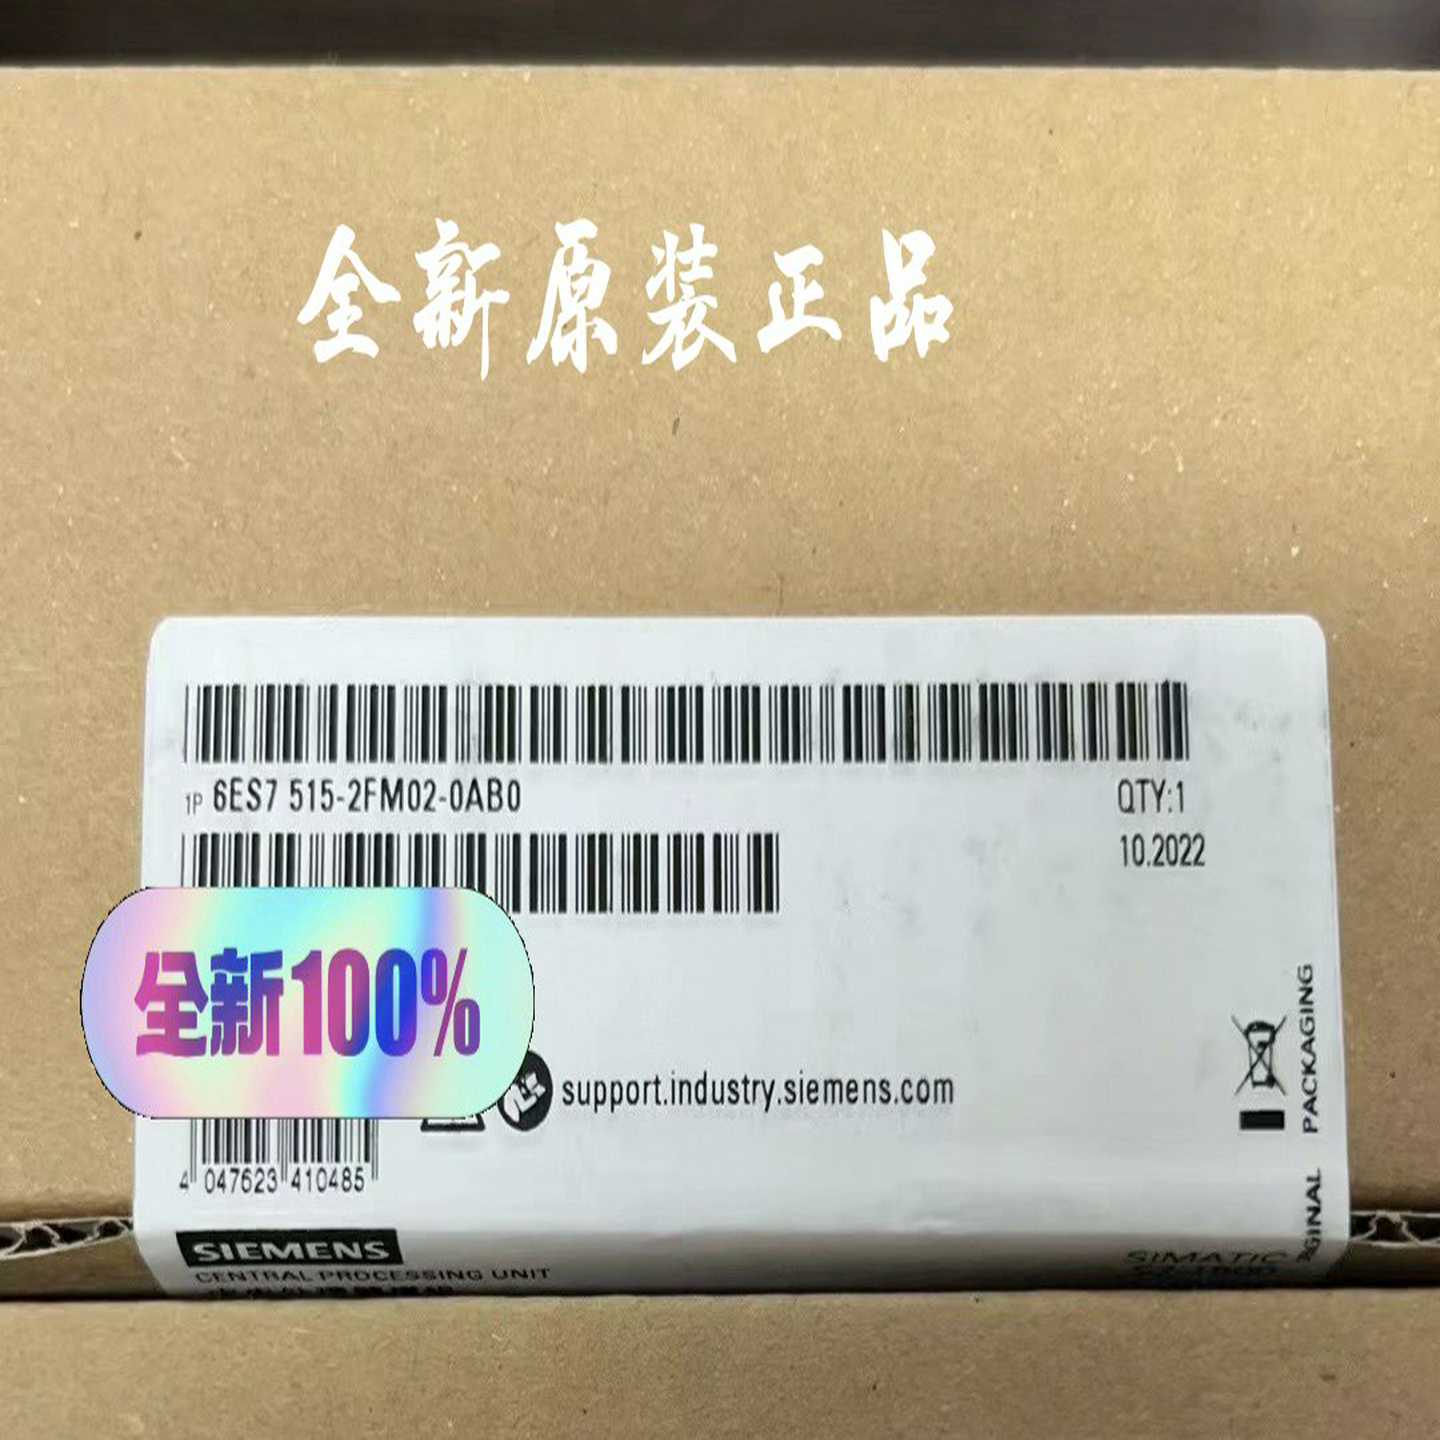 全新原装正品
1P 6ES7 515-2FM02-0AB0
QTY:1
10.2022
全新100%
support.industry.siemens.com
4 047623 410485
PACKAGING
SIEMENS
CENTRAL PROCESSING UNIT
SIMATIC